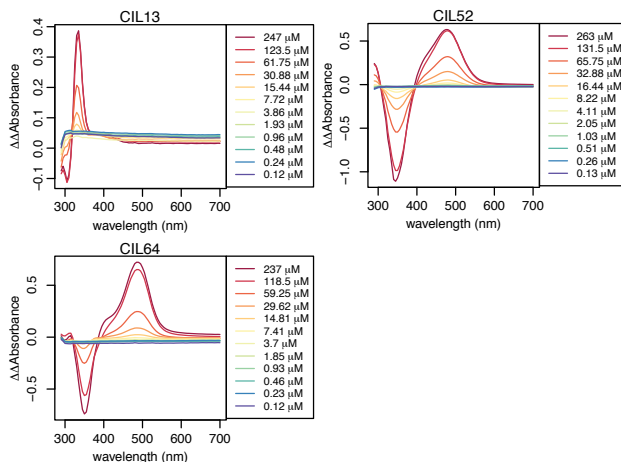 CIL13
ΔΔAbsorbance
0.4
0.3
0.2
0.1
0.0
−0.1
300 400 500 600 700
wavelength (nm)
247 μM
123.5 μM
61.75 μM
30.88 μM
15.44 μM
7.72 μM
3.86 μM
1.93 μM
0.96 μM
0.48 μM
0.24 μM
0.12 μM
CIL52
ΔΔAbsorbance
0.5
0.0
−0.5
−1.0
300 400 500 600 700
wavelength (nm)
263 μM
131.5 μM
65.75 μM
32.88 μM
16.44 μM
8.22 μM
4.11 μM
2.05 μM
1.03 μM
0.51 μM
0.26 μM
0.13 μM
CIL64
ΔΔAbsorbance
0.5
0.0
−0.5
300 400 500 600 700
wavelength (nm)
237 μM
118.5 μM
59.25 μM
29.62 μM
14.81 μM
7.41 μM
3.7 μM
1.85 μM
0.93 μM
0.46 μM
0.23 μM
0.12 μM